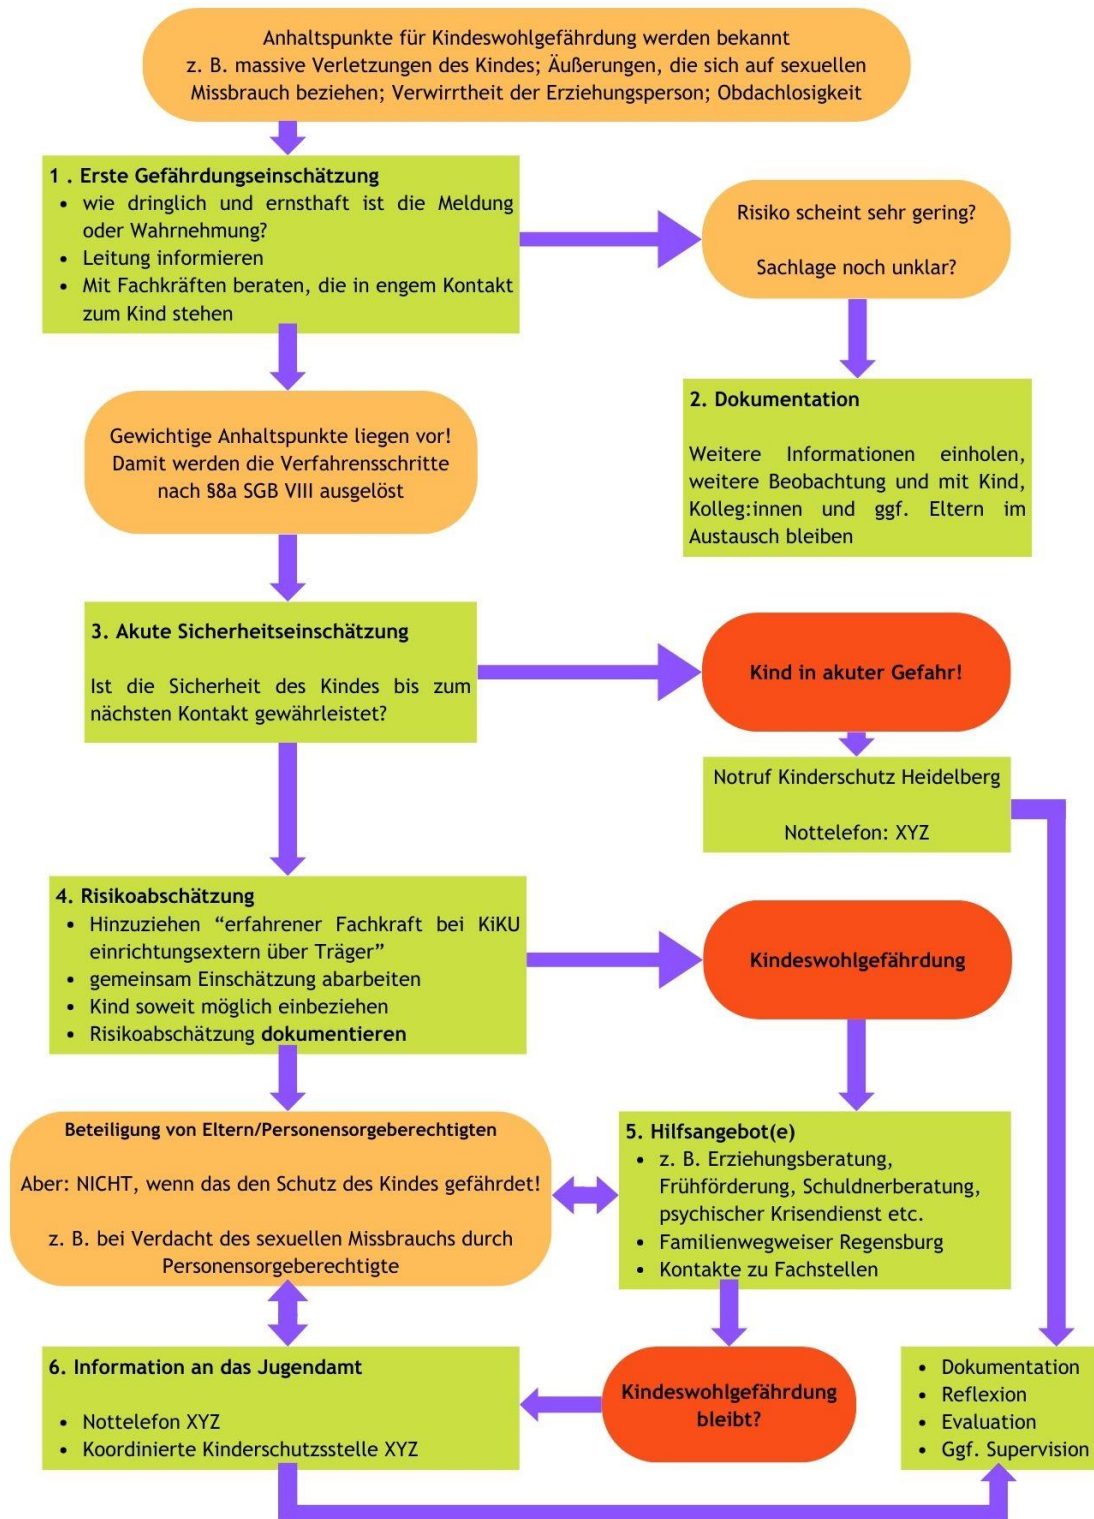 Anhaltspunkte für Kindeswohlgefährdung werden bekannt
z. B. massive Verletzungen des Kindes; Äußerungen, die sich auf sexuellen
Missbrauch beziehen; Verwirrtheit der Erziehungsperson; Obdachlosigkeit
1 . Erste Gefährdungseinschätzung
• wie dringlich und ernsthaft ist die Meldung
oder Wahrnehmung?
• Leitung informieren
• Mit Fachkräften beraten, die in engem Kontakt
zum Kind stehen
Risiko scheint sehr gering?
Sachlage noch unklar?
2. Dokumentation
Weitere Informationen einholen,
weitere Beobachtung und mit Kind,
Kolleg:innen und ggf. Eltern im
Austausch bleiben
Gewichtige Anhaltspunkte liegen vor!
Damit werden die Verfahrensschritte
nach §8a SGB VIII ausgelöst
3. Akute Sicherheitseinschätzung
Ist die Sicherheit des Kindes bis zum
nächsten Kontakt gewährleistet?
Kind in akuter Gefahr!
Notruf Kinderschutz Heidelberg
Nottelefon: XYZ
4. Risikoabschätzung
• Hinzuziehen “erfahrener Fachkraft bei KiKU
einrichtungsextern über Träger”
• gemeinsam Einschätzung abarbeiten
• Kind soweit möglich einbeziehen
• Risikoabschätzung dokumentieren
Kindeswohlgefährdung
Beteiligung von Eltern/Personensorgeberechtigten
Aber: NICHT, wenn das den Schutz des Kindes gefährdet!
z. B. bei Verdacht des sexuellen Missbrauchs durch
Personensorgeberechtigte
5. Hilfsangebot(e)
• z. B. Erziehungsberatung,
Frühförderung, Schuldnerberatung,
psychischer Krisendienst etc.
• Familienwegweiser Regensburg
• Kontakte zu Fachstellen
6. Information an das Jugendamt
• Nottelefon XYZ
• Koordinierte Kinderschutzsstelle XYZ
Kindeswohlgefährdung
bleibt?
• Dokumentation
• Reflexion
• Evaluation
• Ggf. Supervision